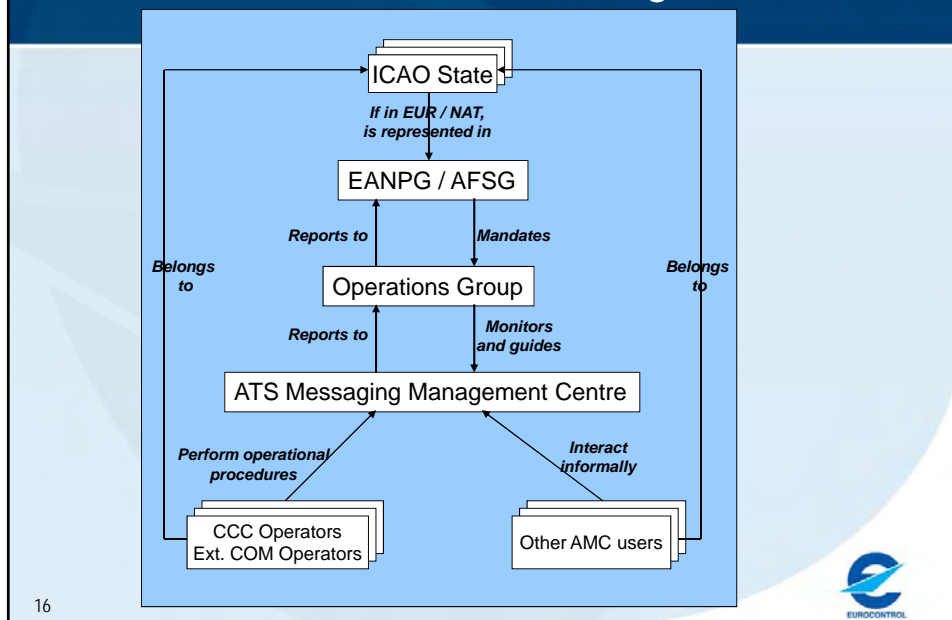 ICAO State
If in EUR / NAT,
is represented in
EANPG / AFSG
Reports to
Mandates
Belongs
to
Belongs
to
Operations Group
Reports to
Monitors
and guides
ATS Messaging Management Centre
Perform operational
procedures
Interact
informally
CCC Operators
Ext. COM Operators
Other AMC users
16
EUROCONTROL